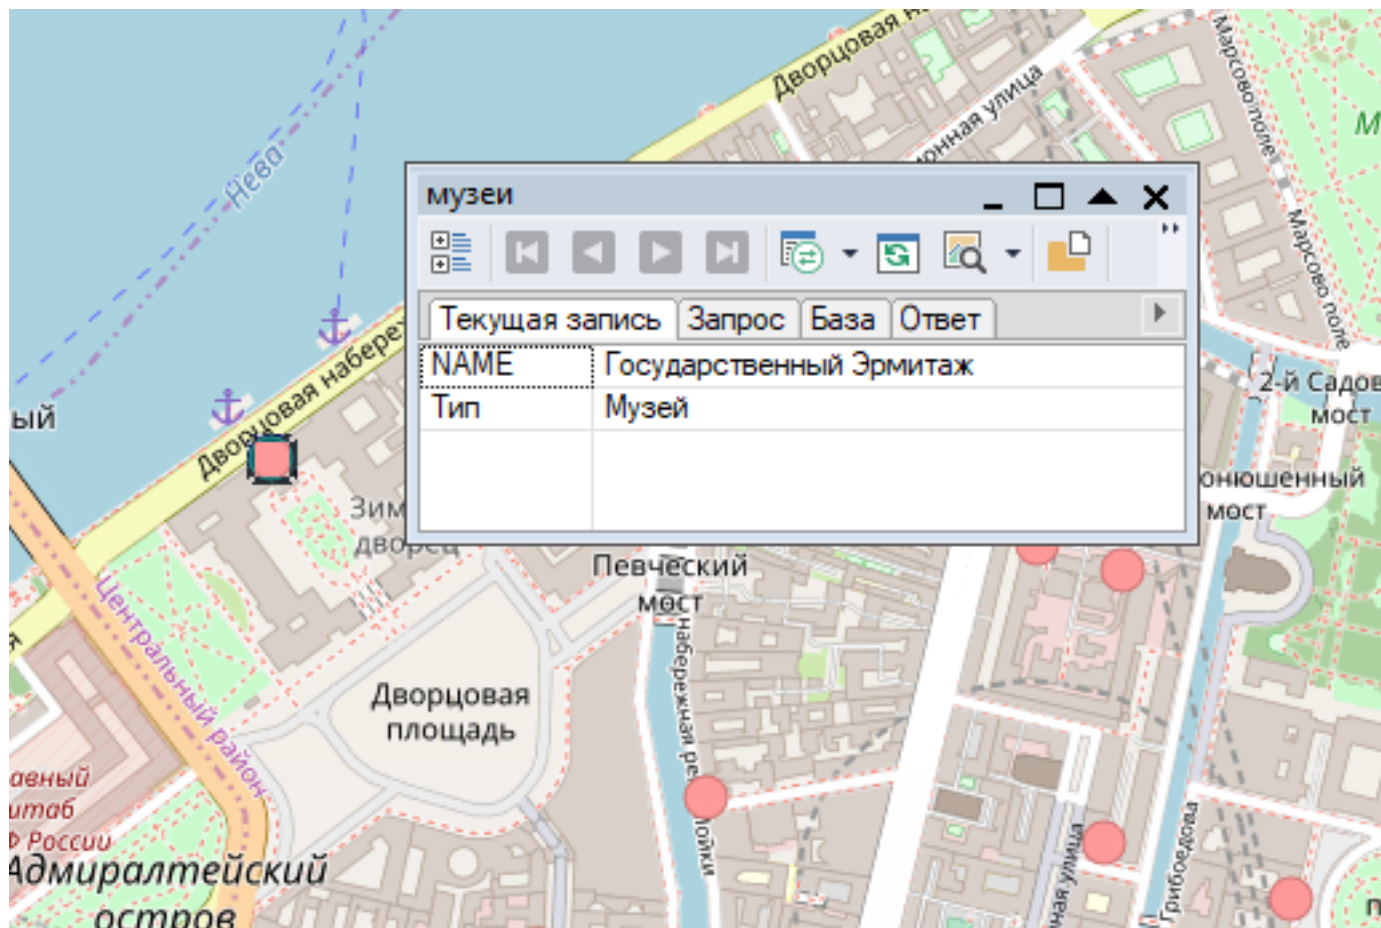 Дворцовая на
онная улица
Марсово поле
М
Нева
Марсово поле
музеи
Текущая запись Запрос База Ответ
NAME Государственный Эрмитаж
Тип Музей
Дворцовая набереж
2-й Садов
мост
ый
онюшенный
мост
Зим
дворец
Певческий
мост
Центральный район
набережная ре
Мойки
Дворцовая
площадь
авный
штаб
Ф России
Адмиралтейский
остров
ная улица
Грибоедова
п
я